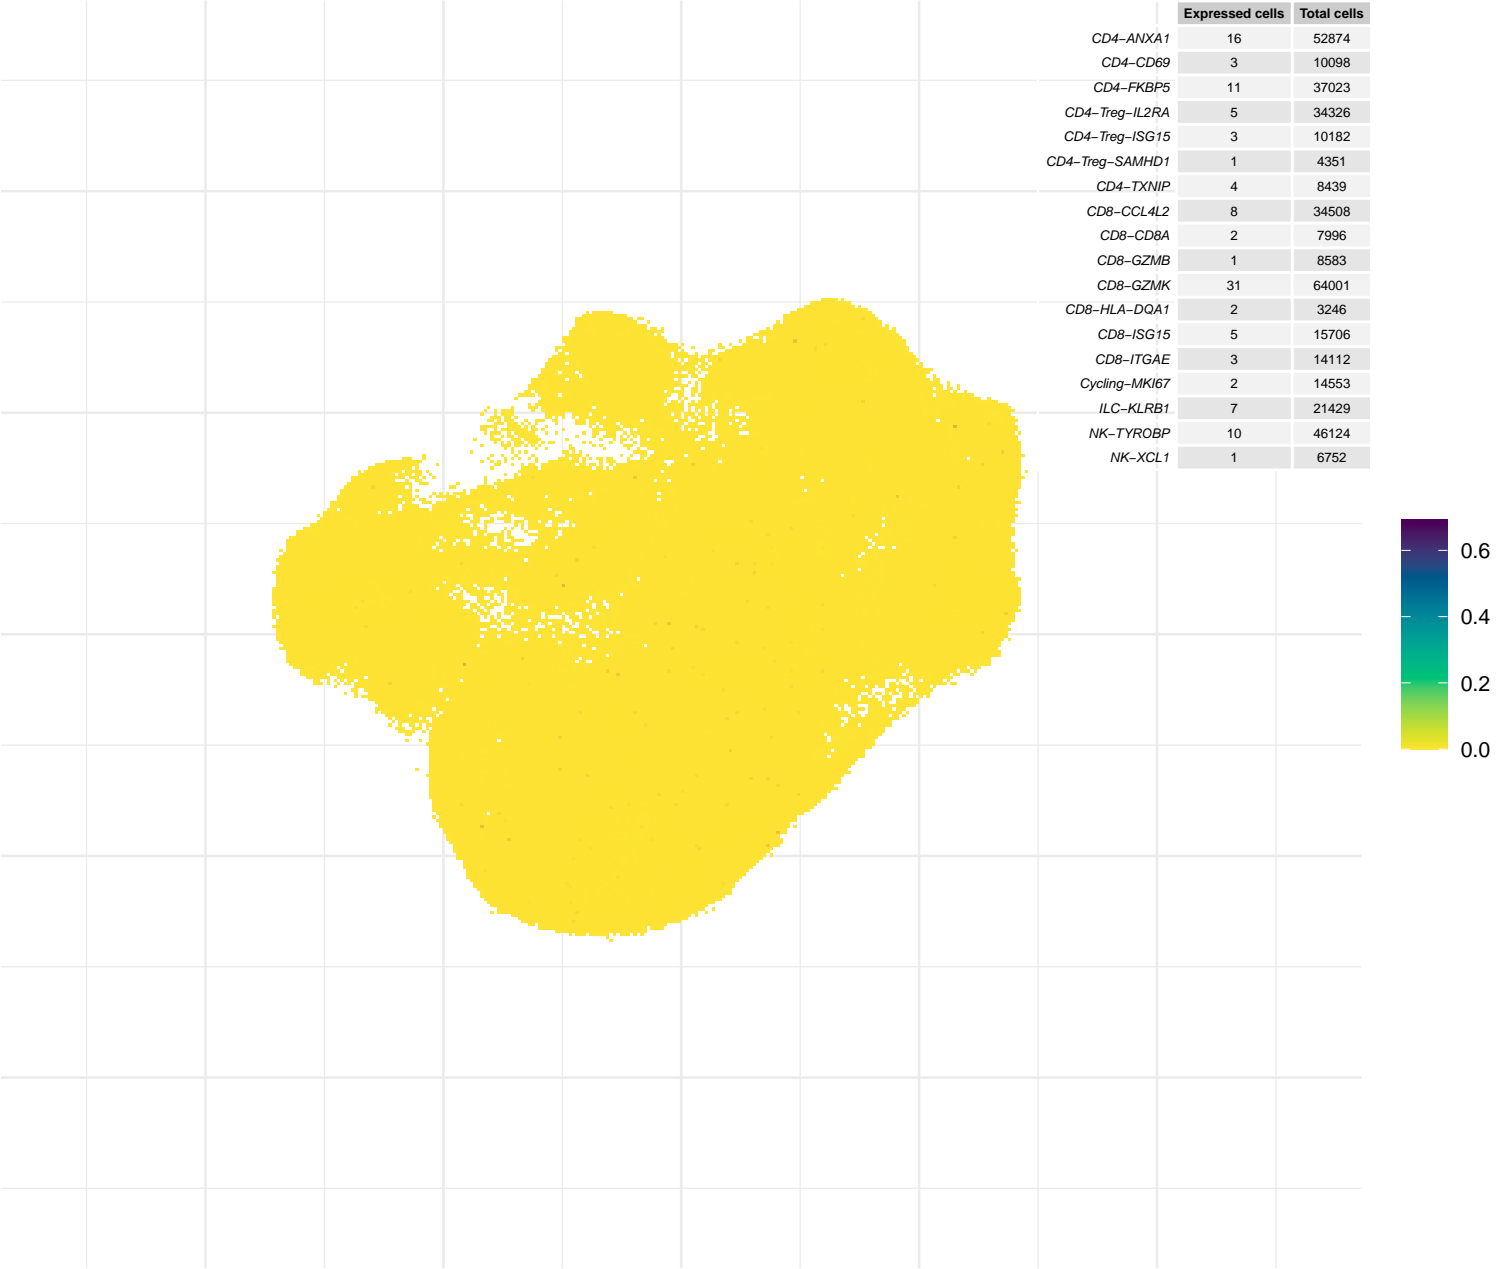 Expressed cells Total cells
CD4−ANXA1 16 52874
CD4−CD69 3 10098
CD4−FKBP5 11 37023
CD4−Treg−IL2RA 5 34326
CD4−Treg−ISG15 3 10182
CD4−Treg−SAMHD1 1 4351
CD4−TXNIP 4 8439
CD8−CCL4L2 8 34508
CD8−CD8A 2 7996
CD8−GZMB 1 8583
CD8−GZMK 31 64001
CD8−HLA−DQA1 2 3246
CD8−ISG15 5 15706
CD8−ITGAE 3 14112
Cycling−MKI67 2 14553
ILC−KLRB1 7 21429
NK−TYROBP 10 46124
NK−XCL1 1 6752
0.6
0.4
0.2
0.0